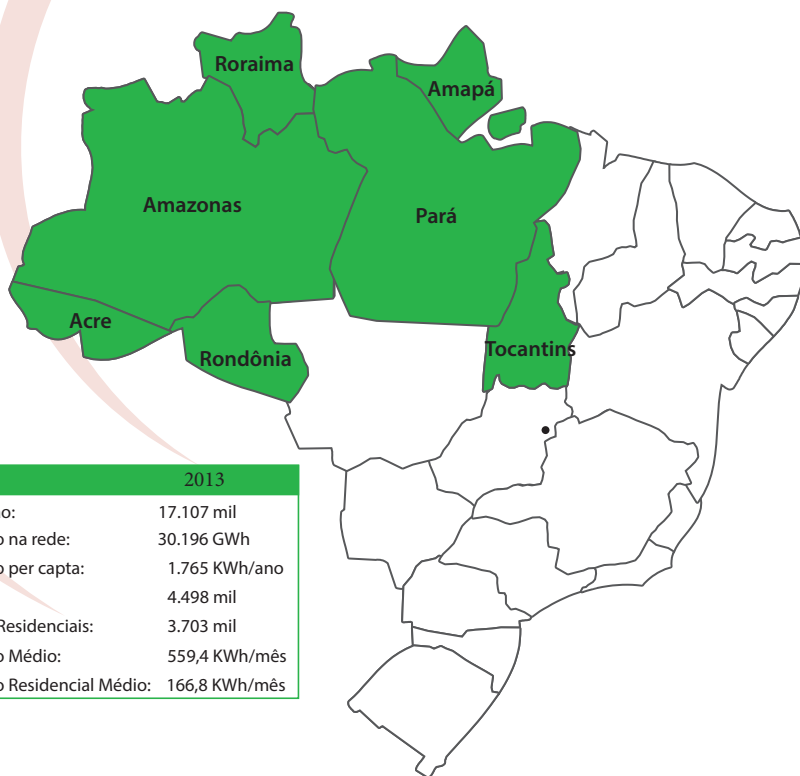 Roraima
Amapá
Amazonas
Pará
Acre
Rondônia
Tocantins
2013
17.107 mil
na rede: 30.196 GWh
per capta: 1.765 KWh/ano
4.498 mil
Residenciais: 3.703 mil
Médio: 559,4 KWh/mês
Residencial Médio: 166,8 KWh/mês